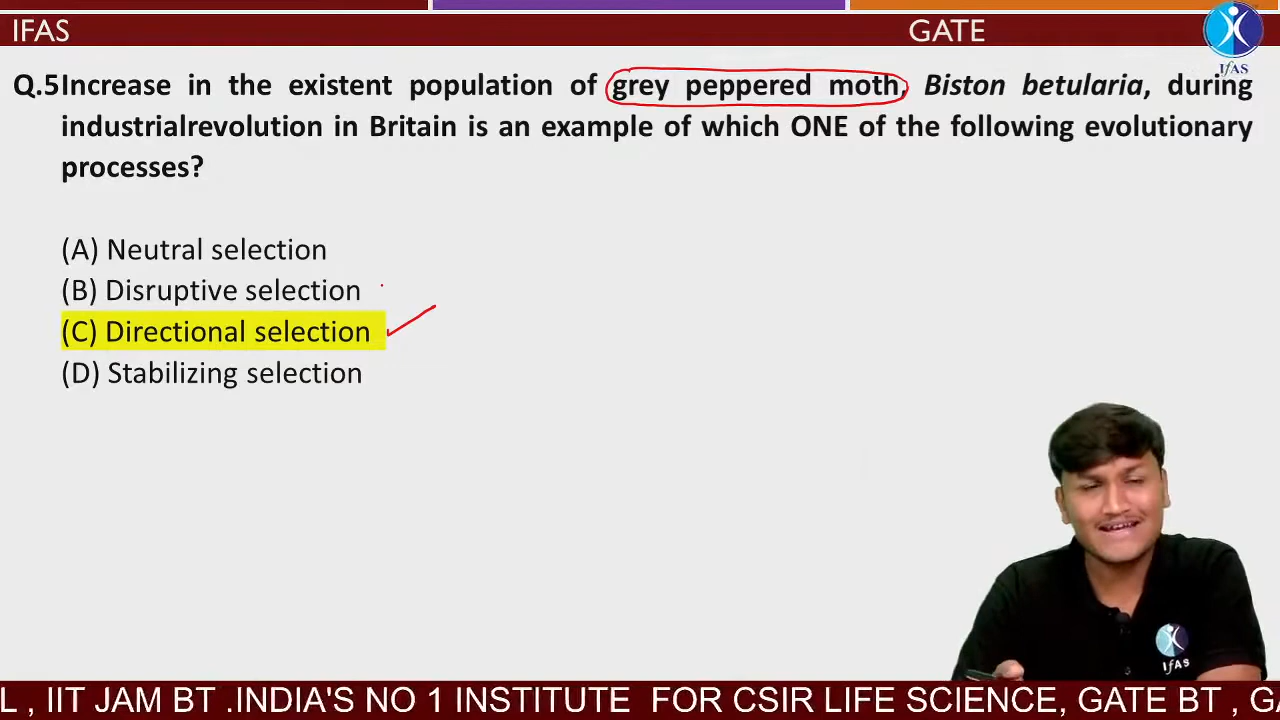 IFAS
GATE
IfAS
Q.5Increase in the existent population of grey peppered moth, Biston betularia, during
industrialrevolution in Britain is an example of which ONE of the following evolutionary
processes?
(A) Neutral selection
(B) Disruptive selection
(C) Directional selection
(D) Stabilizing selection
IfAS
L , IIT JAM BT .INDIA'S NO 1 INSTITUTE FOR CSIR LIFE SCIENCE, GATE BT , GA